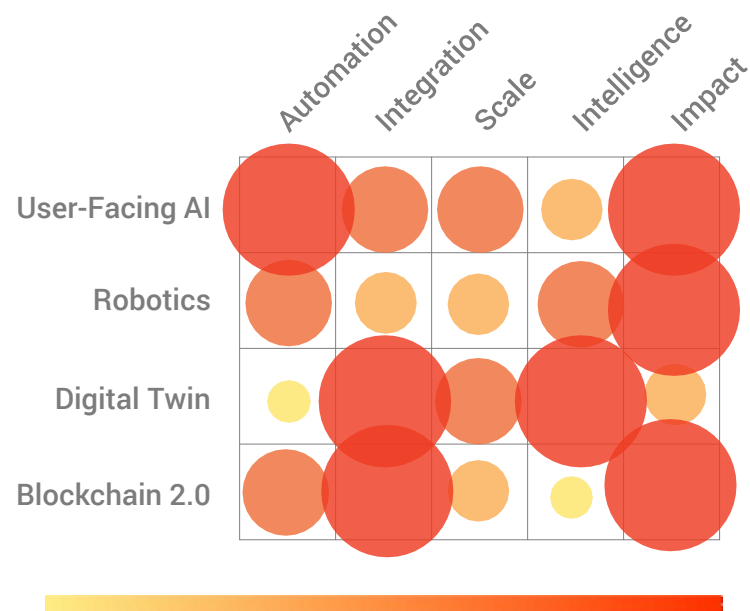 Automation
Integration
Scale
Intelligence
Impact
User-Facing AI
Robotics
Digital Twin
Blockchain 2.0